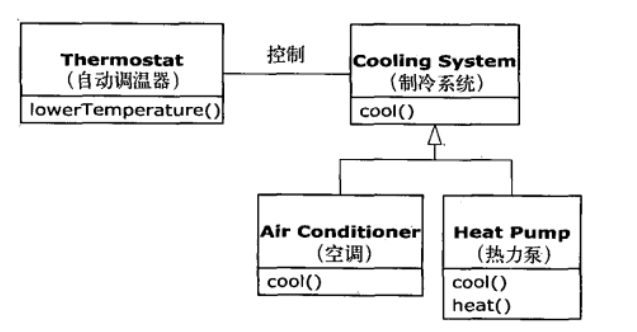 Thermostat
（自动调温器）
lowerTemperature()
控制
Cooling System
（制冷系统）
cool()
Air Conditioner
（空调）
cool()
Heat Pump
（热力泵）
cool()
heat()